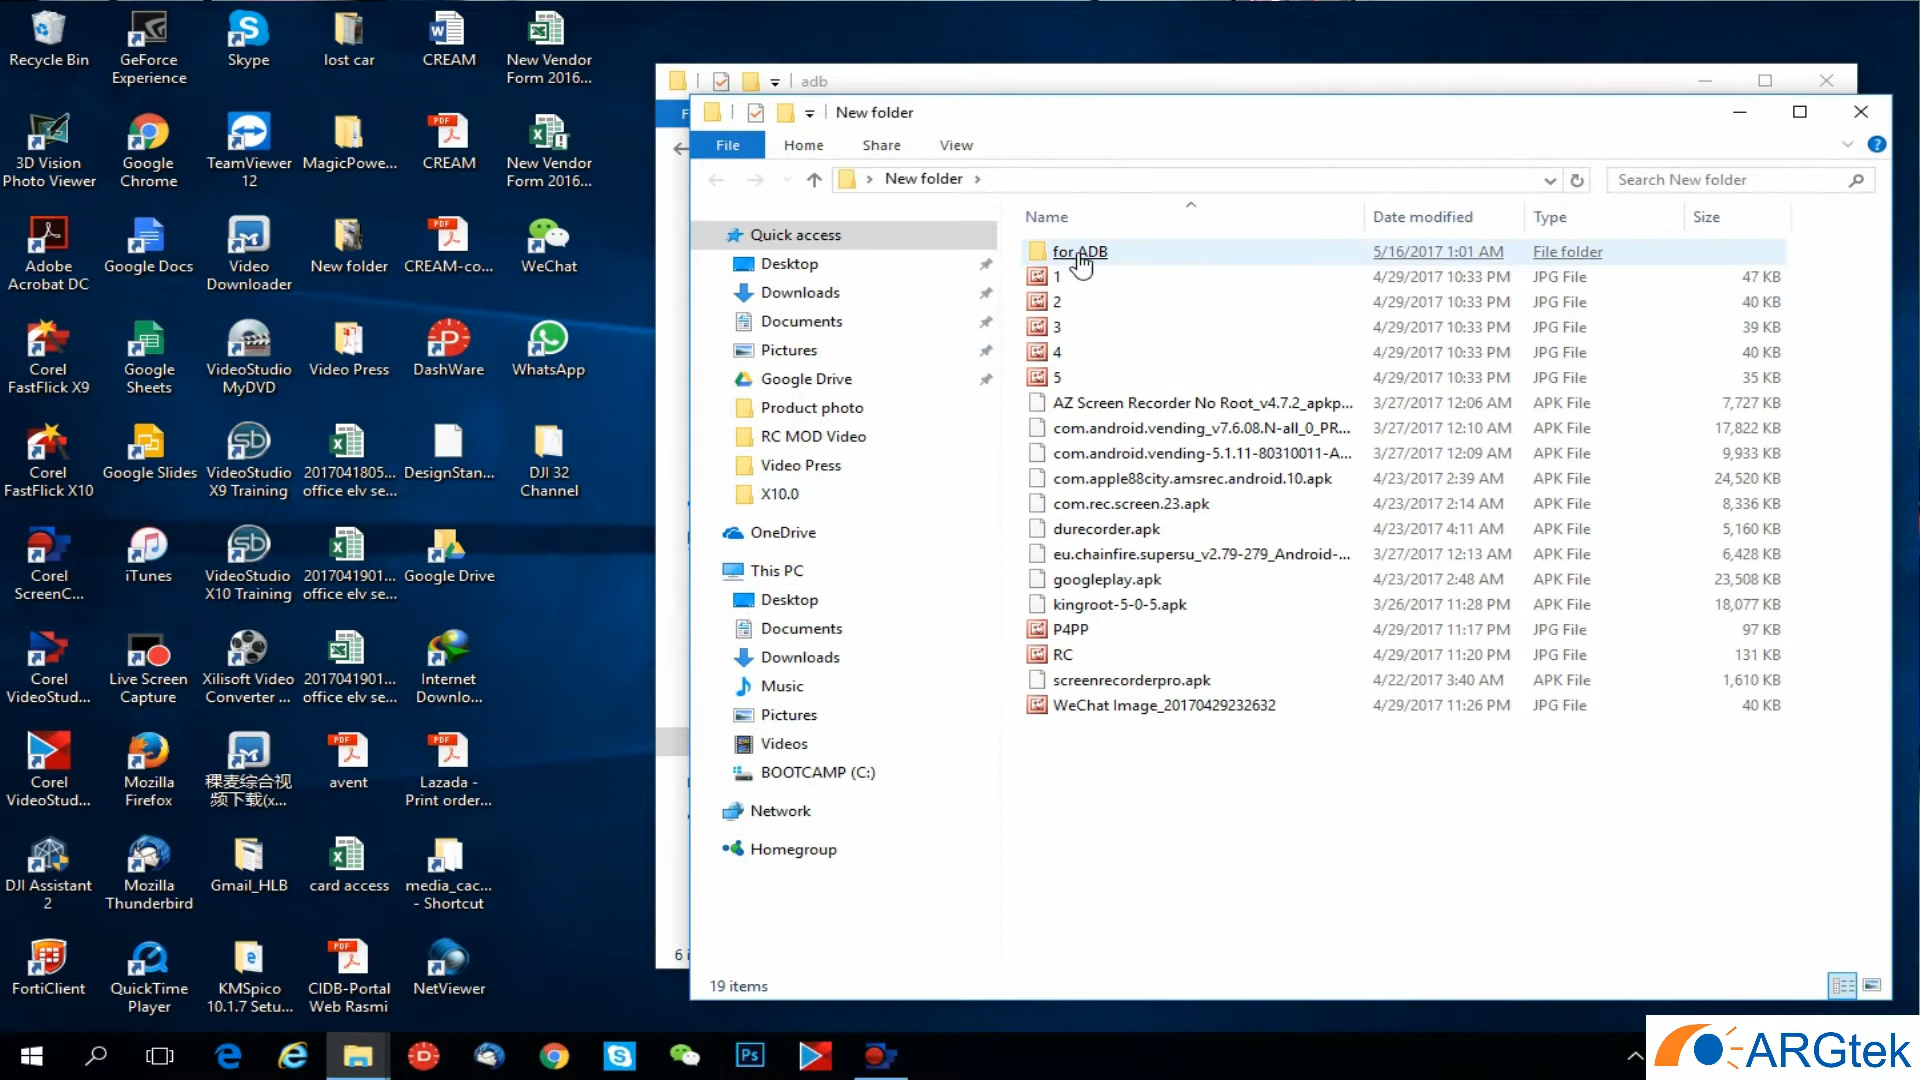 Recycle Bin
GeForce
Experience
Skype
lost car
CREAM
New Vendor
Form 2016...
3D Vision
Photo Viewer
Google
Chrome
TeamViewer
12
MagicPowe...
CREAM
New Vendor
Form 2016...
Adobe
Acrobat DC
Google Docs
Video
Downloader
New folder
CREAM-co...
WeChat
Corel
FastFlick X9
Google
Sheets
VideoStudio
MyDVD
Video Press
DashWare
WhatsApp
Corel
FastFlick X10
Google Slides
VideoStudio
X9 Training
2017041805...
office elv se...
DesignStan...
DJI 32
Channel
Corel
ScreenC...
iTunes
VideoStudio
X10 Training
2017041901...
office elv se...
Google Drive
Corel
VideoStud...
Live Screen
Capture
Xilisoft Video
Converter ...
2017041901...
office elv se...
Internet
Downlo...
Corel
VideoStud...
Mozilla
Firefox
稞麦综合视
频下载(x...
avent
Lazada -
Print order...
DJI Assistant
2
Mozilla
Thunderbird
Gmail_HLB
card access
media_cac...
- Shortcut
FortiClient
QuickTime
Player
KMSpico
10.1.7 Setu...
CIDB-Portal
Web Rasmi
NetViewer
adb
New folder
File
Home
Share
View
New folder
Search New folder
Quick access
Desktop
Downloads
Documents
Pictures
Google Drive
Product photo
RC MOD Video
Video Press
X10.0
OneDrive
This PC
Desktop
Documents
Downloads
Music
Pictures
Videos
BOOTCAMP (C:)
Network
Homegroup
Name Date modified Type Size
for ADB 5/16/2017 1:01 AM File folder
1 4/29/2017 10:33 PM JPG File 47 KB
2 4/29/2017 10:33 PM JPG File 40 KB
3 4/29/2017 10:33 PM JPG File 39 KB
4 4/29/2017 10:33 PM JPG File 40 KB
5 4/29/2017 10:33 PM JPG File 35 KB
AZ Screen Recorder No Root_v4.7.2_apkp... 3/27/2017 12:06 AM APK File 7,727 KB
com.android.vending_v7.6.08.N-all_0_PR... 3/27/2017 12:10 AM APK File 17,822 KB
com.android.vending-5.1.11-80310011-A... 3/27/2017 12:09 AM APK File 9,933 KB
com.apple88city.amsrec.android.10.apk 4/23/2017 2:39 AM APK File 24,520 KB
com.rec.screen.23.apk 4/23/2017 2:14 AM APK File 8,336 KB
durecorder.apk 4/23/2017 4:11 AM APK File 5,160 KB
eu.chainfire.supersu_v2.79-279_Android-... 3/27/2017 12:13 AM APK File 6,428 KB
googleplay.apk 4/23/2017 2:48 AM APK File 23,508 KB
kingroot-5-0-5.apk 3/26/2017 11:28 PM APK File 18,077 KB
P4PP 4/29/2017 11:17 PM JPG File 97 KB
RC 4/29/2017 11:20 PM JPG File 131 KB
screenrecorderpro.apk 4/22/2017 3:40 AM APK File 1,610 KB
WeChat Image_20170429232632 4/29/2017 11:26 PM JPG File 40 KB
19 items
ARGtek